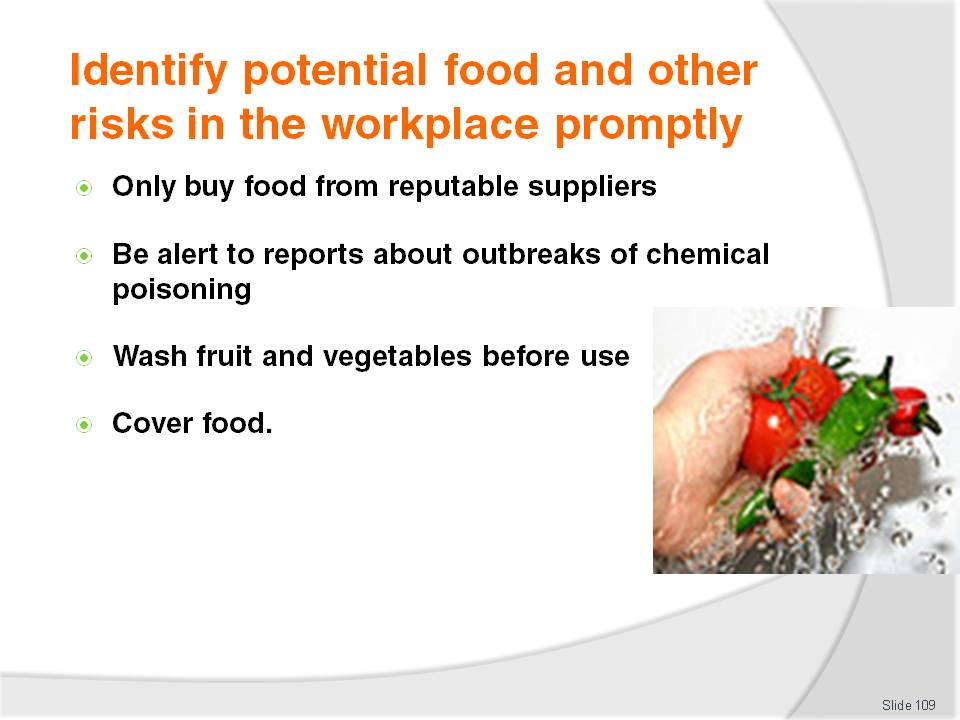 Identify potential food and other
risks in the workplace promptly
Only buy food from reputable suppliers
Be alert to reports about outbreaks of chemical
poisoning
Wash fruit and vegetables before use
Cover food.
Slide 109